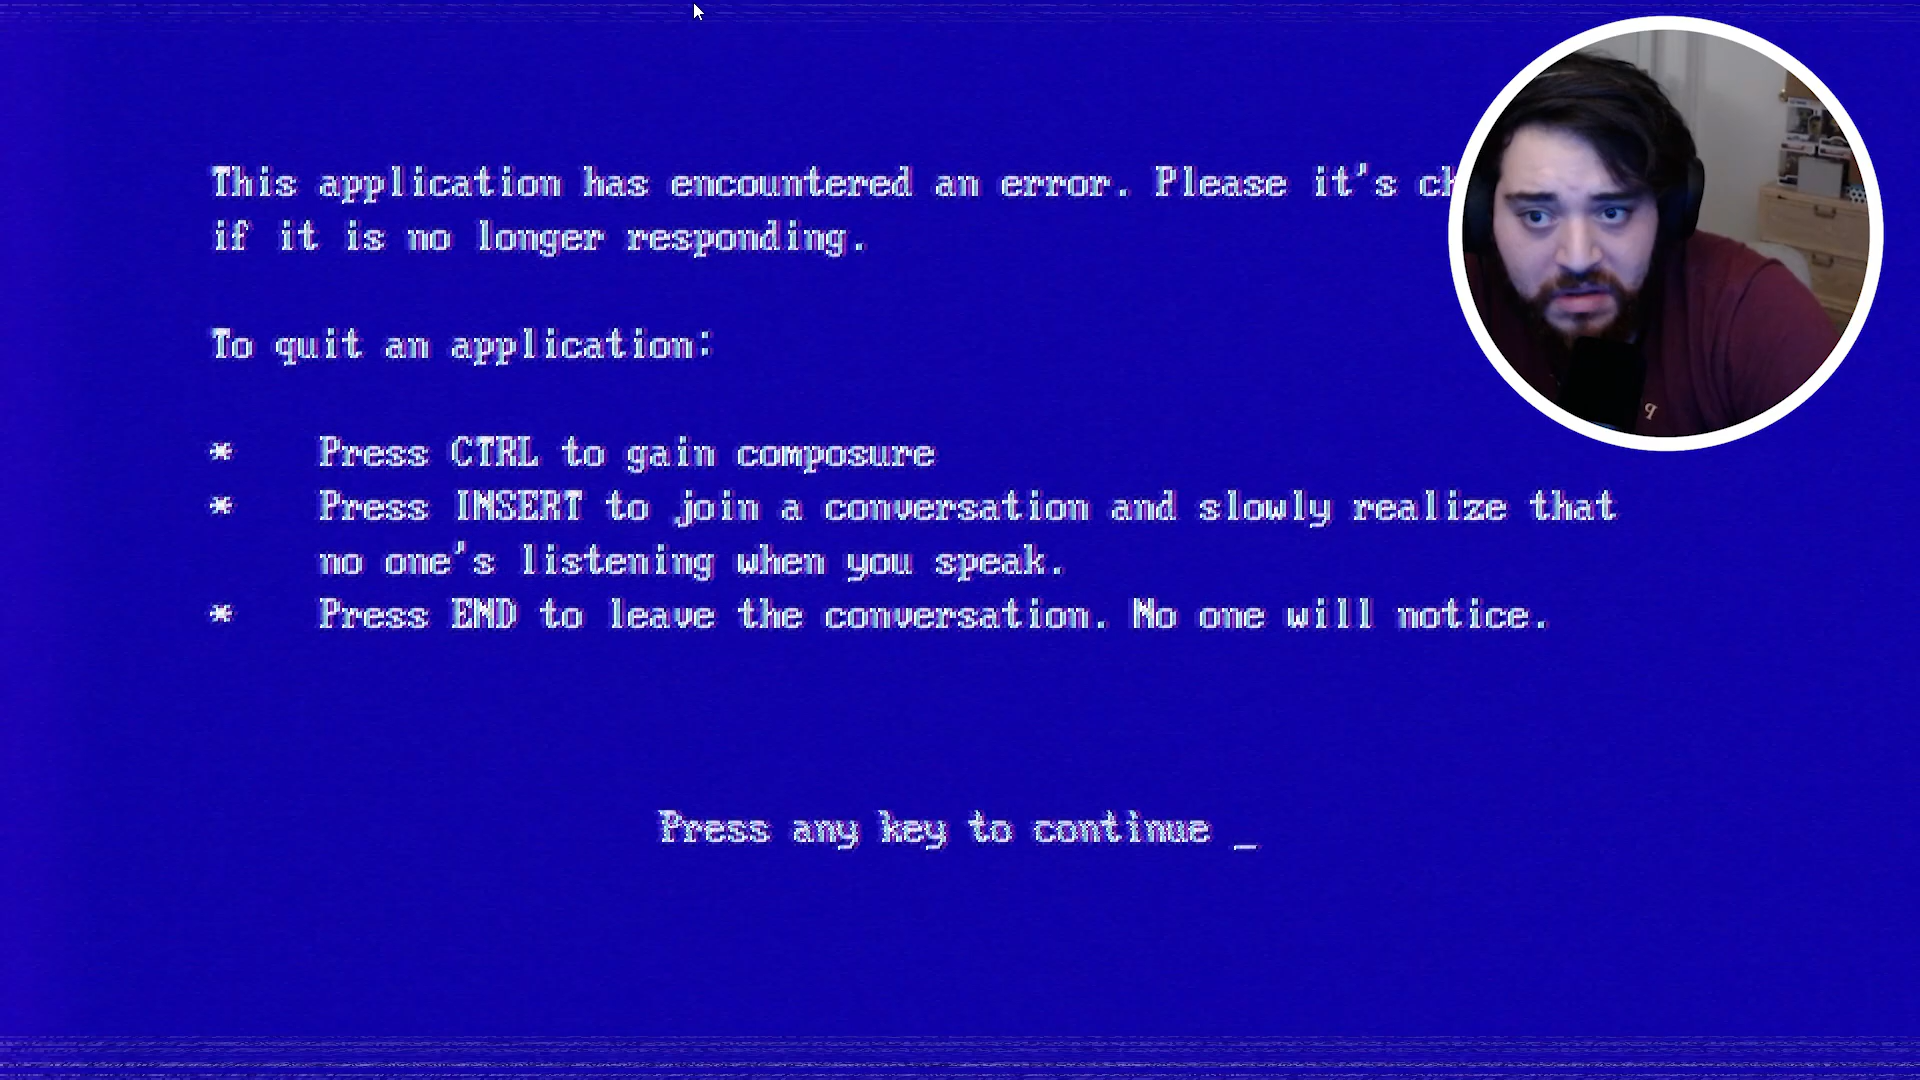 This application has encountered an error. Please it's
if it is no longer responding.
To quit an application:
* Press CTRL to gain composure
* Press INSERT to join a conversation and slowly realize that
no one's listening when you speak.
* Press END to leave the conversation. No one will notice.
Press any key to continue _